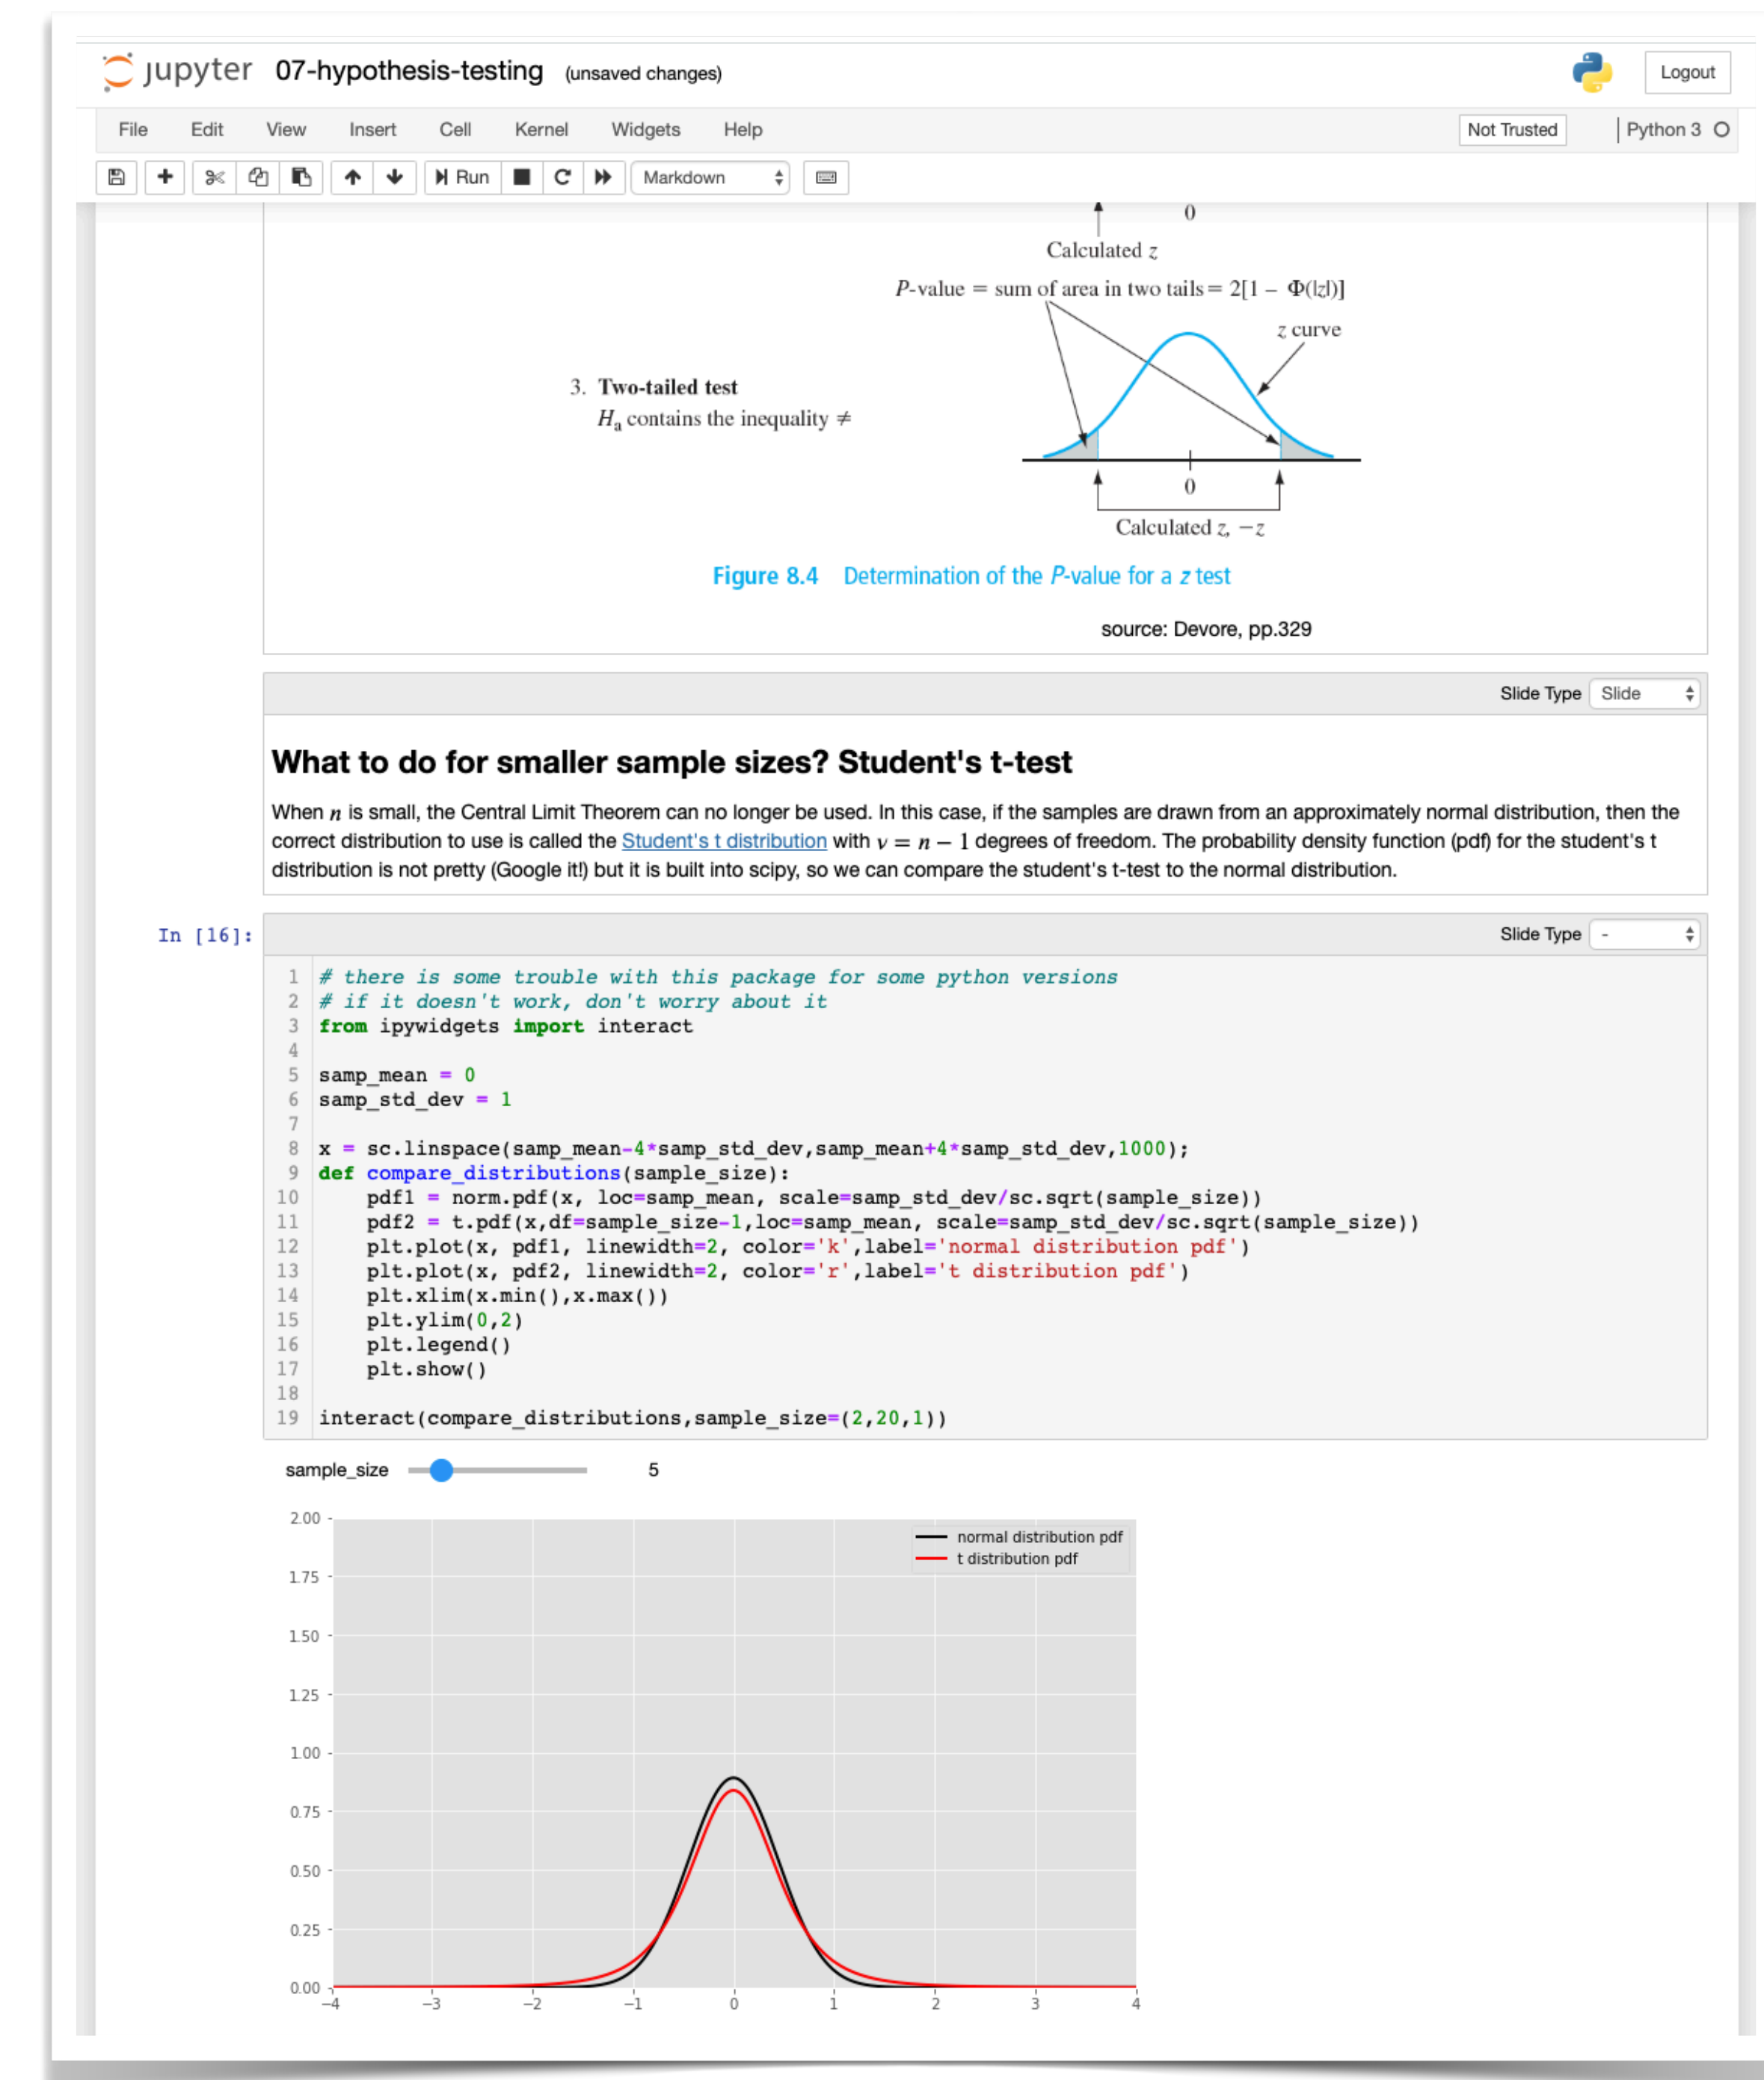 jupyter 07-hypothesis-testing (unsaved changes)
Logout
File Edit View Insert Cell Kernel Widgets Help
Not Trusted
Python 3
Run
Markdown
0
Calculated z
P-value = sum of area in two tails = 2[1 – Φ(|z|)]
z curve
3. Two-tailed test
Hₐ contains the inequality ≠
0
Calculated z, −z
Figure 8.4 Determination of the P-value for a z test
source: Devore, pp.329
Slide Type Slide
What to do for smaller sample sizes? Student's t-test
When n is small, the Central Limit Theorem can no longer be used. In this case, if the samples are drawn from an approximately normal distribution, then the
correct distribution to use is called the Student's t distribution with ν = n − 1 degrees of freedom. The probability density function (pdf) for the student's t
distribution is not pretty (Google it!) but it is built into scipy, so we can compare the student's t-test to the normal distribution.
In [16]:
Slide Type -
1 # there is some trouble with this package for some python versions
2 # if it doesn't work, don't worry about it
3 from ipywidgets import interact
4
5 samp_mean = 0
6 samp_std_dev = 1
7
8 x = sc.linspace(samp_mean-4*samp_std_dev,samp_mean+4*samp_std_dev,1000);
9 def compare_distributions(sample_size):
10     pdf1 = norm.pdf(x, loc=samp_mean, scale=samp_std_dev/sc.sqrt(sample_size))
11     pdf2 = t.pdf(x,df=sample_size-1,loc=samp_mean, scale=samp_std_dev/sc.sqrt(sample_size))
12     plt.plot(x, pdf1, linewidth=2, color='k',label='normal distribution pdf')
13     plt.plot(x, pdf2, linewidth=2, color='r',label='t distribution pdf')
14     plt.xlim(x.min(),x.max())
15     plt.ylim(0,2)
16     plt.legend()
17     plt.show()
18
19 interact(compare_distributions,sample_size=(2,20,1))
sample_size 5
normal distribution pdf
t distribution pdf
2.00
1.75
1.50
1.25
1.00
0.75
0.50
0.25
0.00
−4 −3 −2 −1 0 1 2 3 4